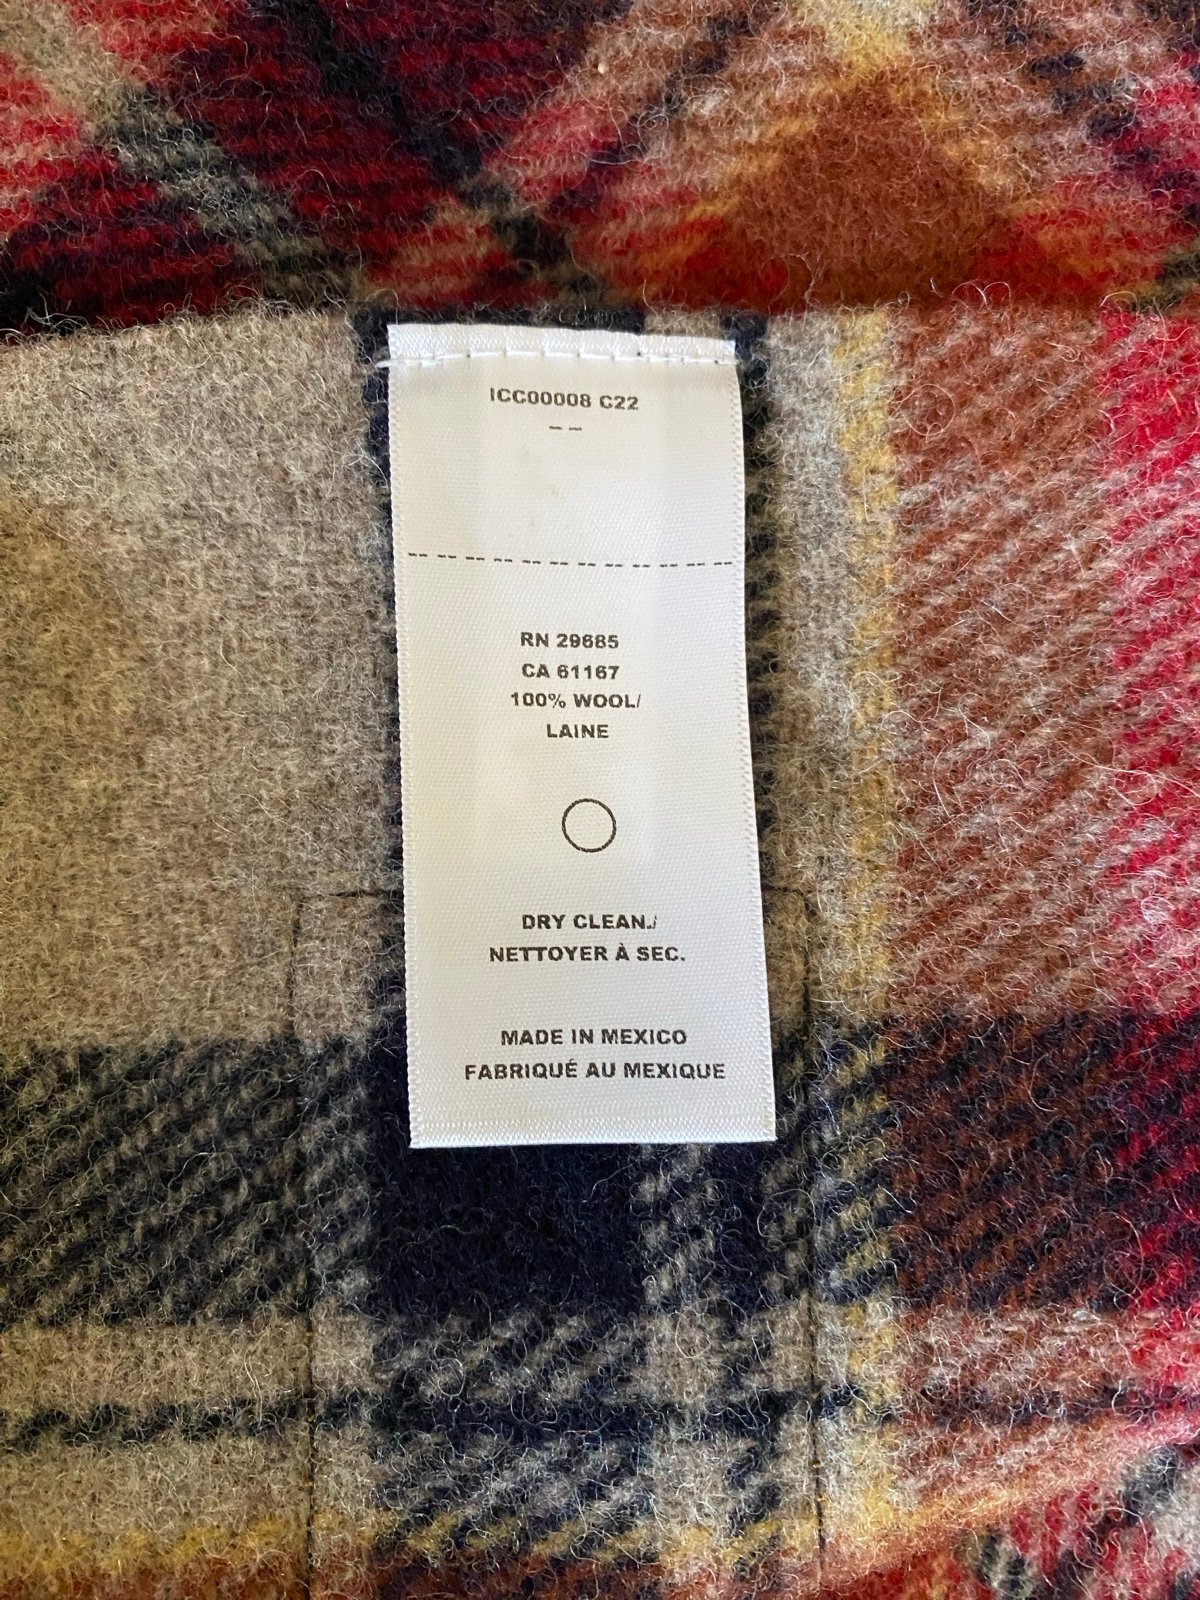 ICC00008 C22
-- --
RN 29685
CA 61167
100% WOOL/
LAINE
DRY CLEAN./
NETTOYER À SEC.
MADE IN MEXICO
FABRIQUÉ AU MEXIQUE